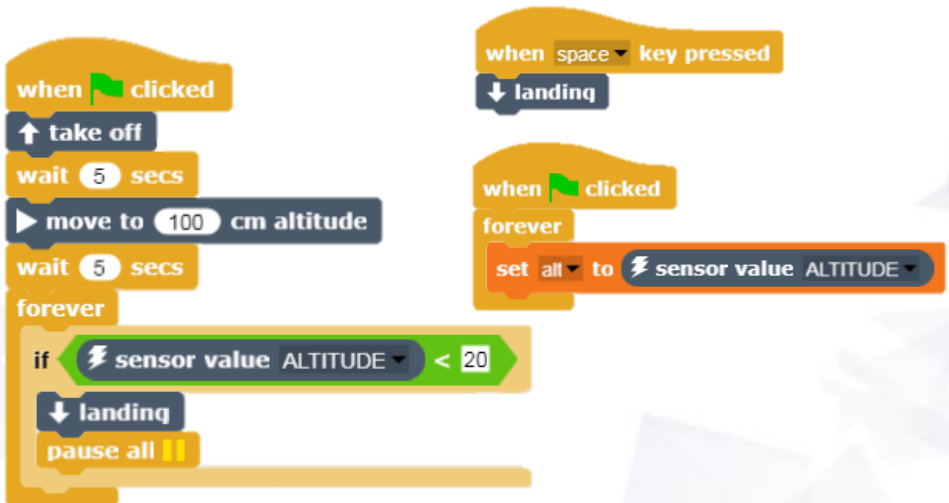 when clicked
take off
wait 5 secs
move to 100 cm altitude
wait 5 secs
forever
if sensor value ALTITUDE < 20
landing
pause all
when space key pressed
landing
when clicked
forever
set alt to sensor value ALTITUDE